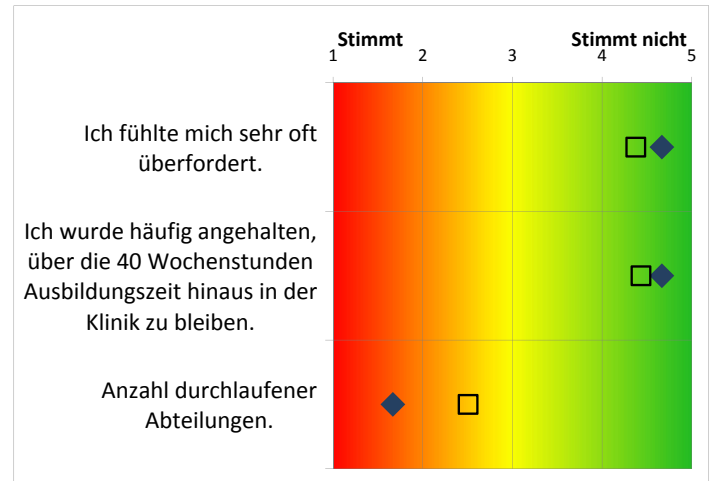 Stimmt Stimmt nicht
1 2 3 4 5
Ich fühlte mich sehr oft
überfordert.
Ich wurde häufig angehalten,
über die 40 Wochenstunden
Ausbildungszeit hinaus in der
Klinik zu bleiben.
Anzahl durchlaufener
Abteilungen.